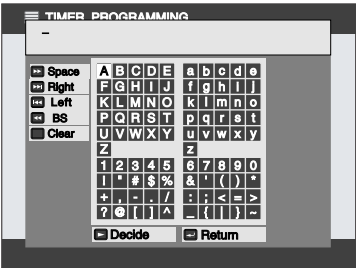 TIMER PROGRAMMING
_
Space
Right
Left
BS
Clear
A B C D E a b c d e
F G H I J f g h i j
K L M N O k l m n o
P Q R S T p q r s t
U V W X Y u v w x y
Z z
1 2 3 4 5 6 7 8 9 0
! " # $ % & ' ( ) *
+ , - . / : ; < = >
? @ [ ] ^ _ { | } ~
Decide Return